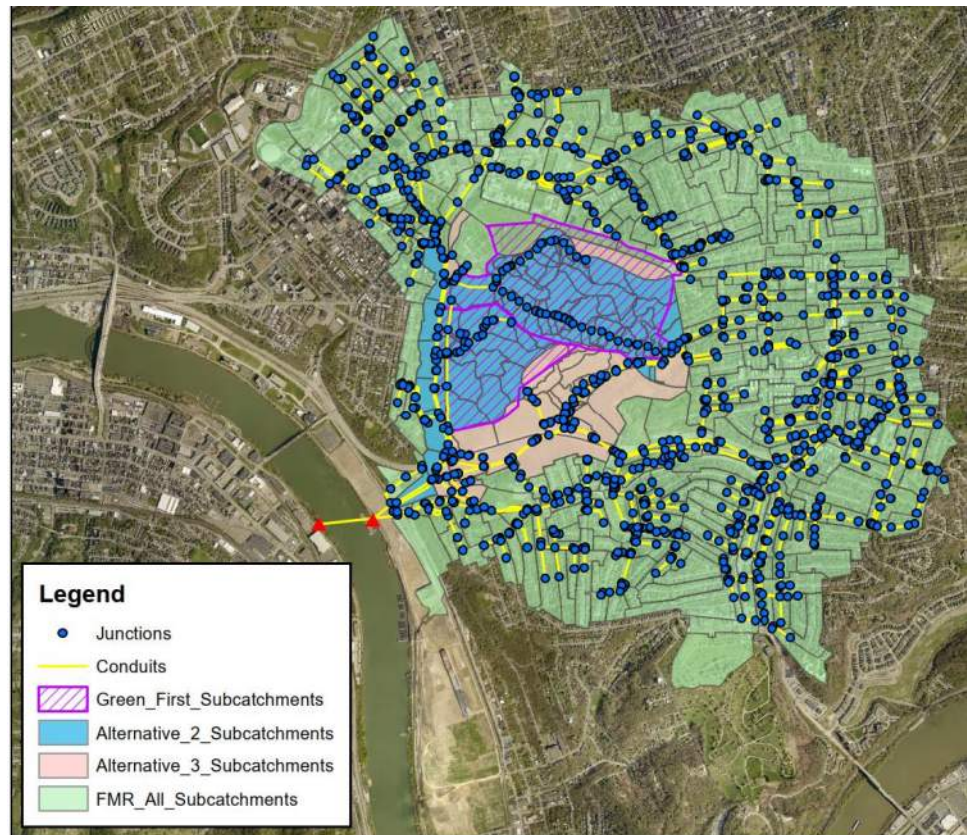 Legend
Junctions
Conduits
Green_First_Subcatchments
Alternative_2_Subcatchments
Alternative_3_Subcatchments
FMR_All_Subcatchments